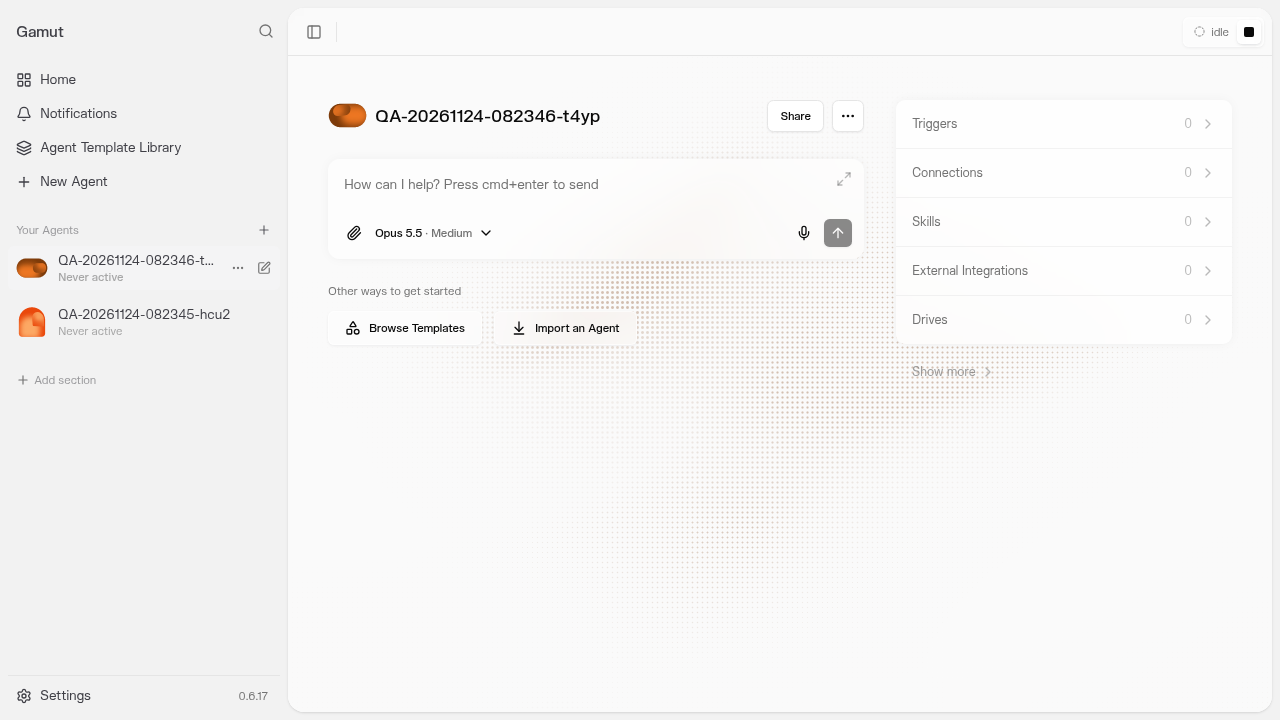 Gamut
Home
Notifications
Agent Template Library
New Agent
Your Agents
QA-20261124-082346-t...
Never active
QA-20261124-082345-hcu2
Never active
Add section
Settings
0.6.17
idle
QA-20261124-082346-t4yp
Share
How can I help? Press cmd+enter to send
Opus 5.5 · Medium
Other ways to get started
Browse Templates
Import an Agent
Triggers 0
Connections 0
Skills 0
External Integrations 0
Drives 0
Show more